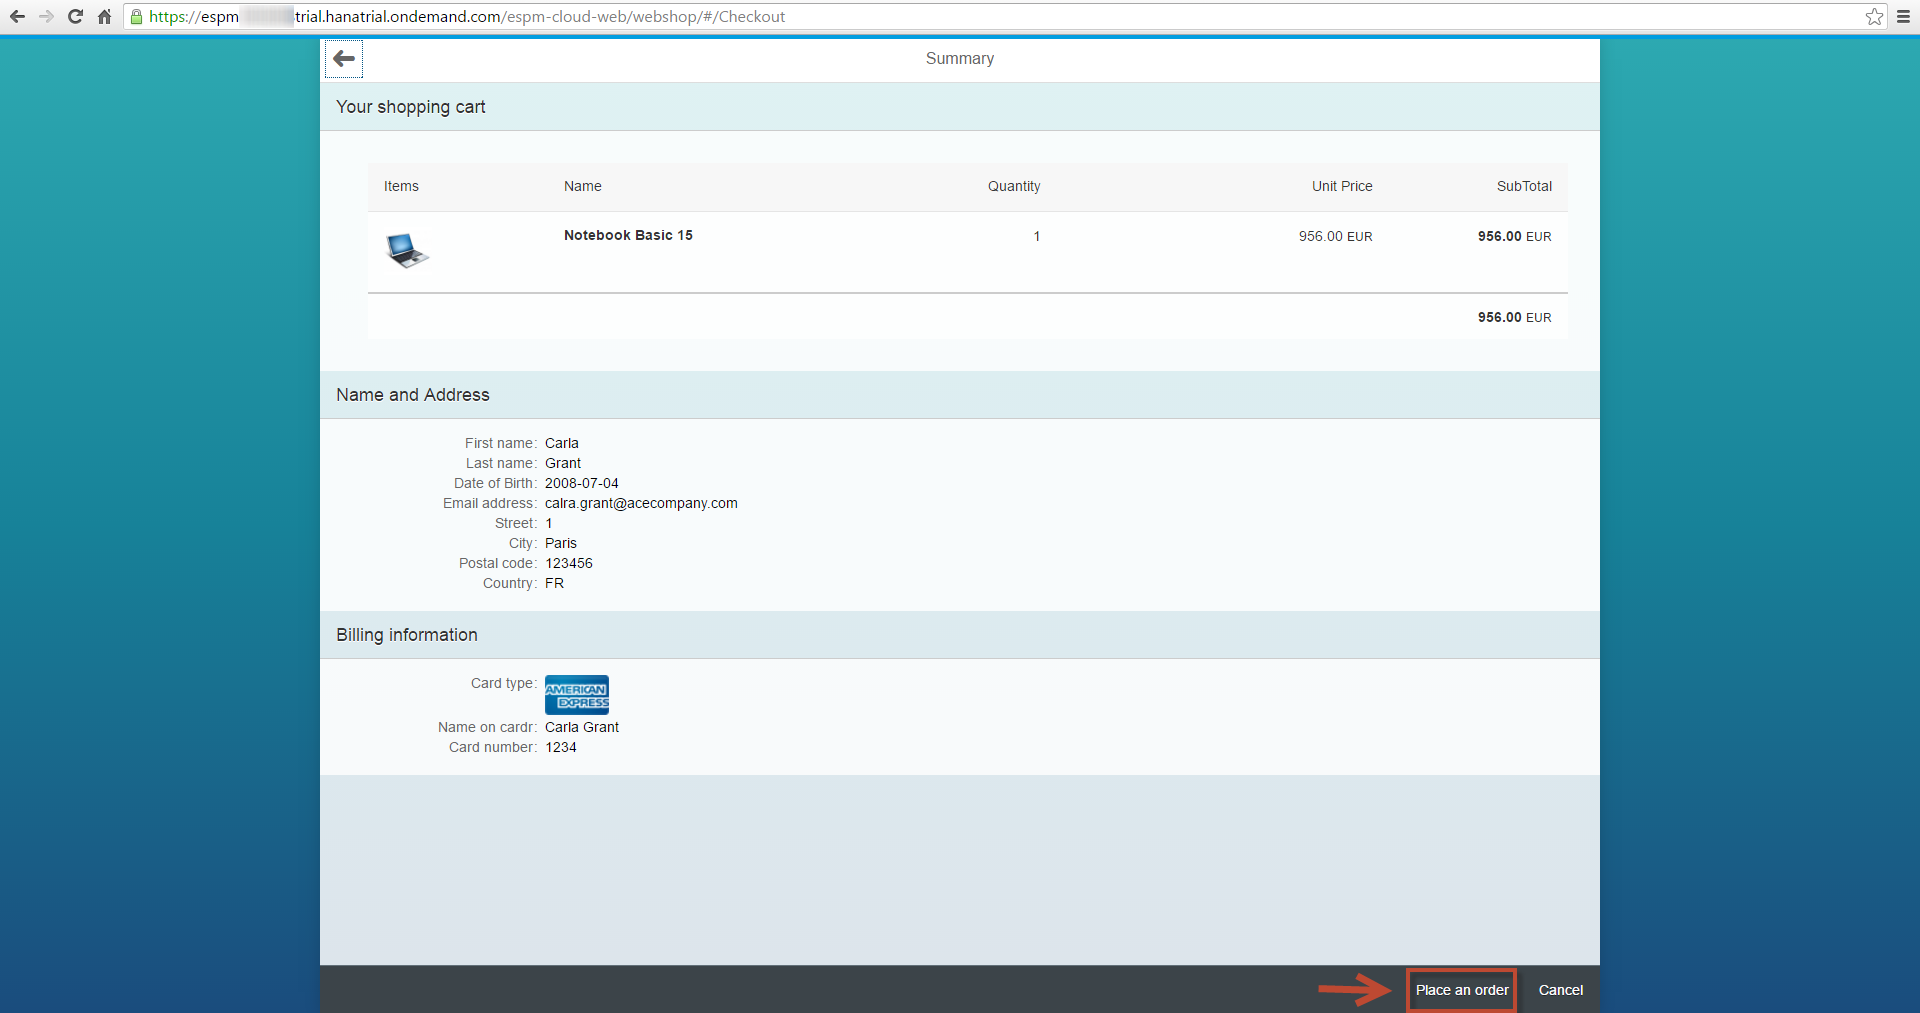 https://espm trial.hanatrial.ondemand.com/espm-cloud-web/webshop/#/Checkout
Summary
Your shopping cart
Items Name Quantity Unit Price SubTotal
Notebook Basic 15 1 956.00 EUR 956.00 EUR
956.00 EUR
Name and Address
First name: Carla
Last name: Grant
Date of Birth: 2008-07-04
Email address: calra.grant@acecompany.com
Street: 1
City: Paris
Postal code: 123456
Country: FR
Billing information
Card type: AMERICAN
EXPRESS
Name on cardr: Carla Grant
Card number: 1234
Place an order Cancel